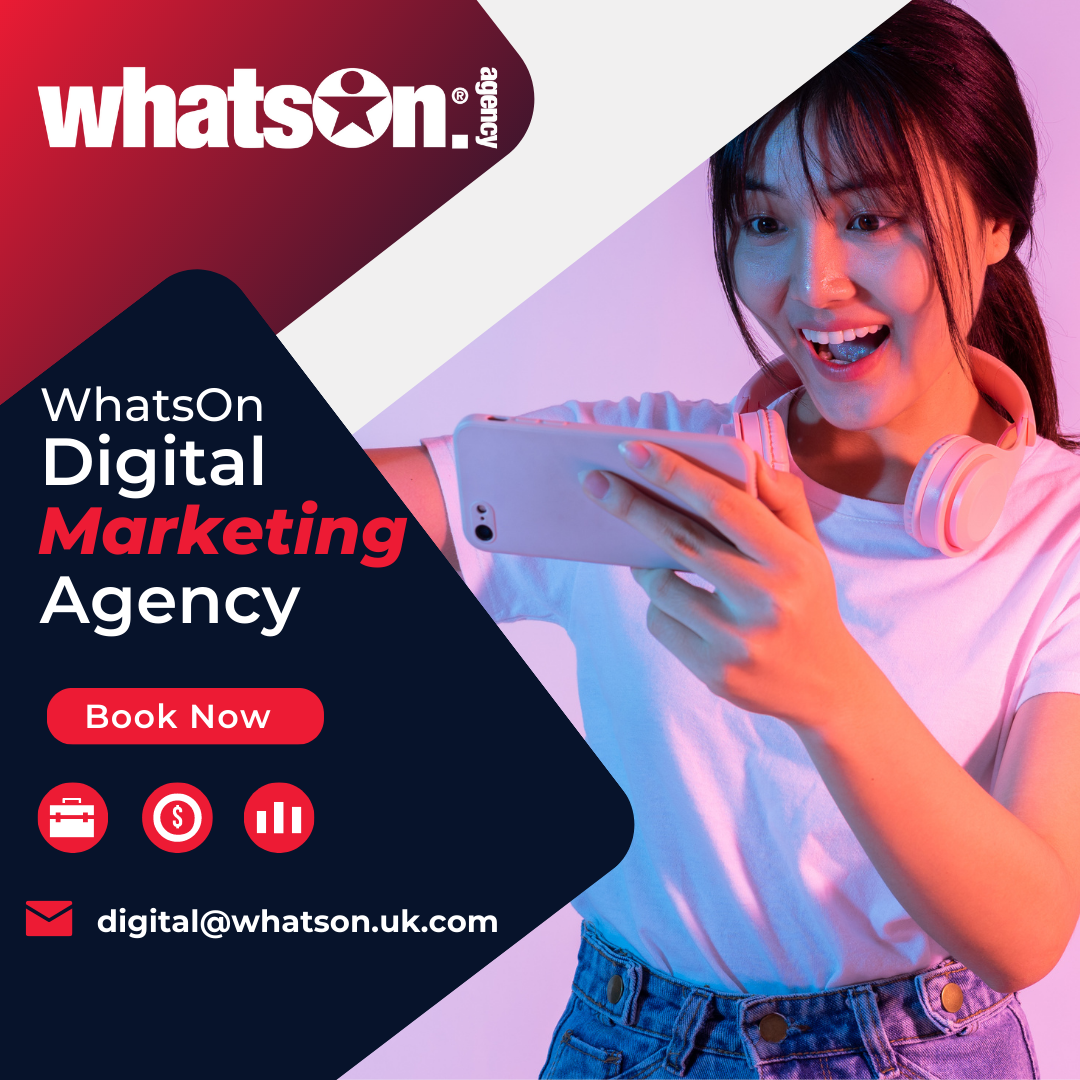 whatsOn.® agency
WhatsOn
Digital
Marketing
Agency
Book Now
$
digital@whatson.uk.com